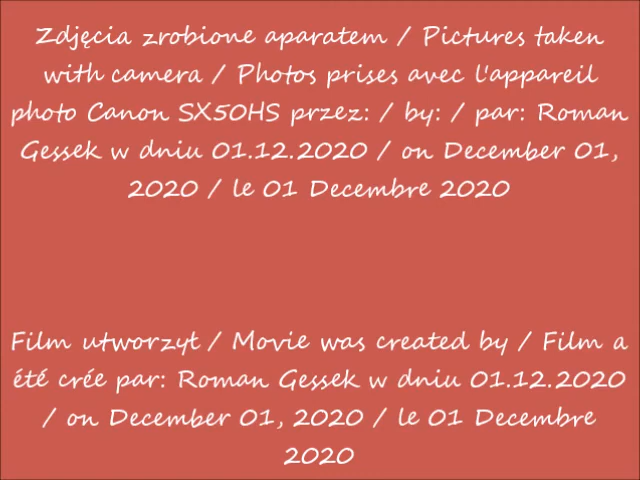 Zdjęcia zrobione aparatem / Pictures taken
with camera / Photos prises avec l'appareil
photo Canon SX50HS przez: / by: / par: Roman
Gessek w dniu 01.12.2020 / on December 01,
2020 / le 01 Decembre 2020
Film utworzył / Movie was created by / Film a
été crée par: Roman Gessek w dniu 01.12.2020
/ on December 01, 2020 / le 01 Decembre
2020